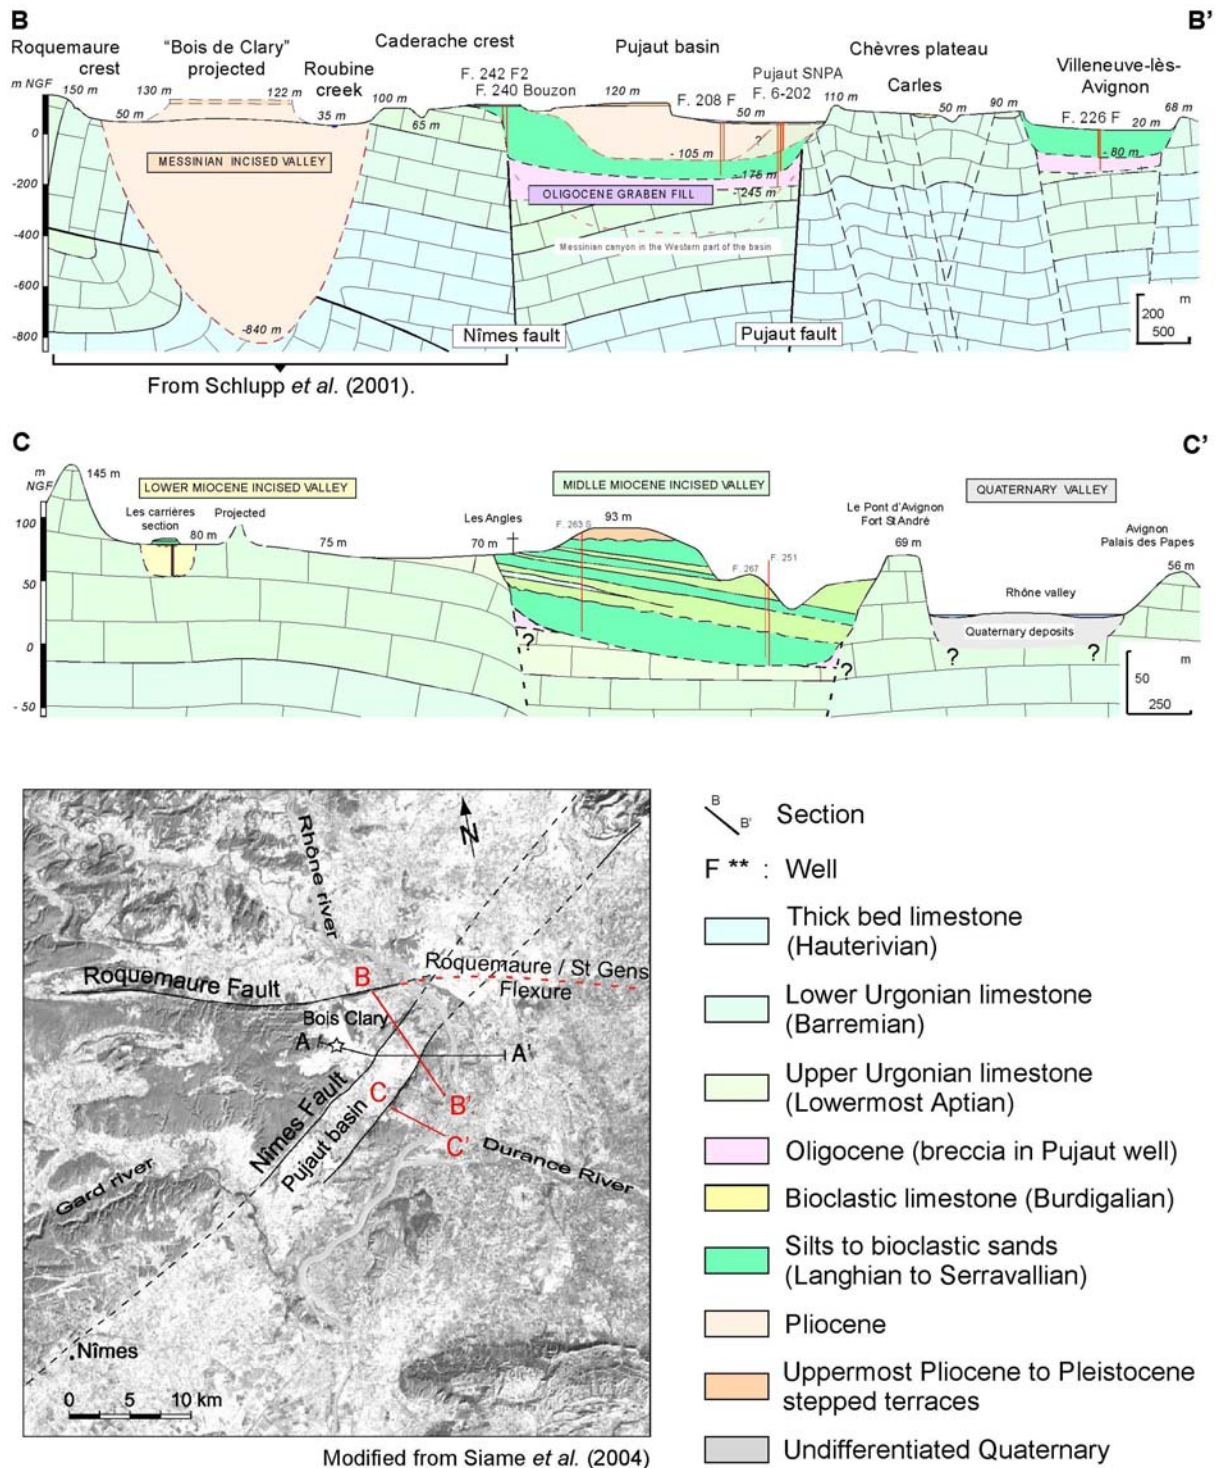 B
B’
Roquemaure
crest
“Bois de Clary”
projected
Roubine
creek
Caderache crest
F. 242 F2
F. 240 Bouzon
Pujaut basin
F. 208 F
Pujaut SNPA
F. 6-202
Chèvres plateau
Carles
Villeneuve-lès-
Avignon
F. 226 F
m NGF
150 m
130 m
122 m
50 m
35 m
100 m
65 m
120 m
50 m
110 m
50 m
90 m
20 m
68 m
0
-200
-400
-600
-800
MESSINIAN INCISED VALLEY
-840 m
?
- 105 m
- 175 m
- 245 m
- 80 m
OLIGOCENE GRABEN FILL
Messinian canyon in the Western part of the basin
Nîmes fault
Pujaut fault
200
m
500
From Schlupp et al. (2001).
C
C’
m
NGF
145 m
LOWER MIOCENE INCISED VALLEY
Les carrières
section
80 m
Projected
75 m
Les Angles
70 m
MIDLLE MIOCENE INCISED VALLEY
F. 263 S
93 m
F. 267
F. 251
Le Pont d’Avignon
Fort St André
69 m
QUATERNARY VALLEY
Rhône valley
Quaternary deposits
Avignon
Palais des Papes
56 m
100
50
0
- 50
?
?
?
?
50
m
250
N
Rhône river
Roquemaure Fault
B
Roquemaure / St Gens
Flexure
Bois Clary
A
A'
Nîmes Fault
Pujaut basin
C
B'
C'
Durance River
Gard river
Nîmes
0 5 10 km
Modified from Siame et al. (2004)
B
B'
Section
F ** : Well
Thick bed limestone
(Hauterivian)
Lower Urgonian limestone
(Barremian)
Upper Urgonian limestone
(Lowermost Aptian)
Oligocene (breccia in Pujaut well)
Bioclastic limestone (Burdigalian)
Silts to bioclastic sands
(Langhian to Serravallian)
Pliocene
Uppermost Pliocene to Pleistocene
stepped terraces
Undifferentiated Quaternary